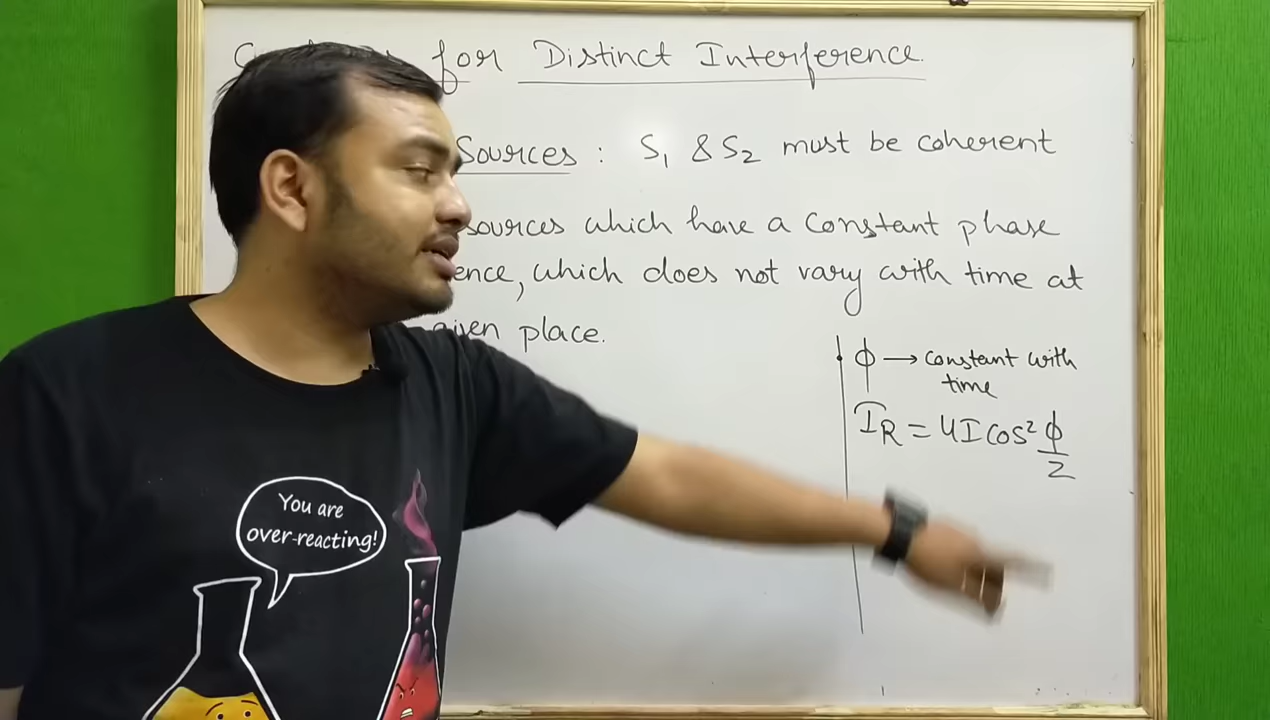 for Distinct Interference.
Sources : S₁ & S₂ must be coherent
sources which have a constant phase
ence, which does not vary with time at
given place.
ϕ → constant with
time
I_R = 4I cos² ϕ/2
You are
over-reacting!